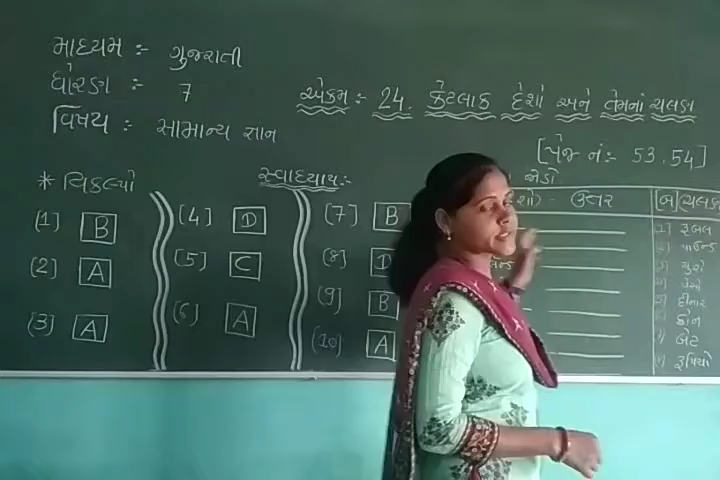 માધ્યમ :- ગુજરાતી
ધોરણ :- 7
વિષય :- સામાન્ય જ્ઞાન
એકમ :- 24. કેટલાક દેશો અને તેમનાં ચલણ
[પેજ નં:- 53.54]
સ્વાધ્યાય:-
* વિકલ્પો
(1) B
(2) A
(3) A
(4) D
(5) C
(6) A
(7) B
(8) D
(9) B
(10) A
જોડો
ઉત્તર
[બ] ચલણ
રૂબલ
પાઉન્ડ
યુરો
પેસો
દીનાર
ક્રોન
બેટ
રૂપિયો